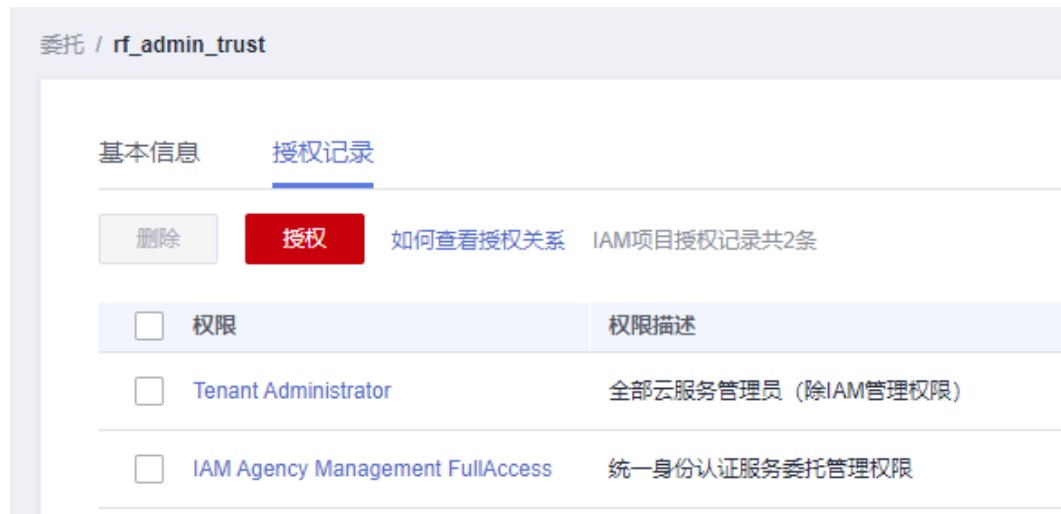 委托 / rf_admin_trust
基本信息 授权记录
删除 授权 如何查看授权关系 IAM项目授权记录共2条
权限 权限描述
Tenant Administrator 全部云服务管理员（除IAM管理权限）
IAM Agency Management FullAccess 统一身份认证服务委托管理权限